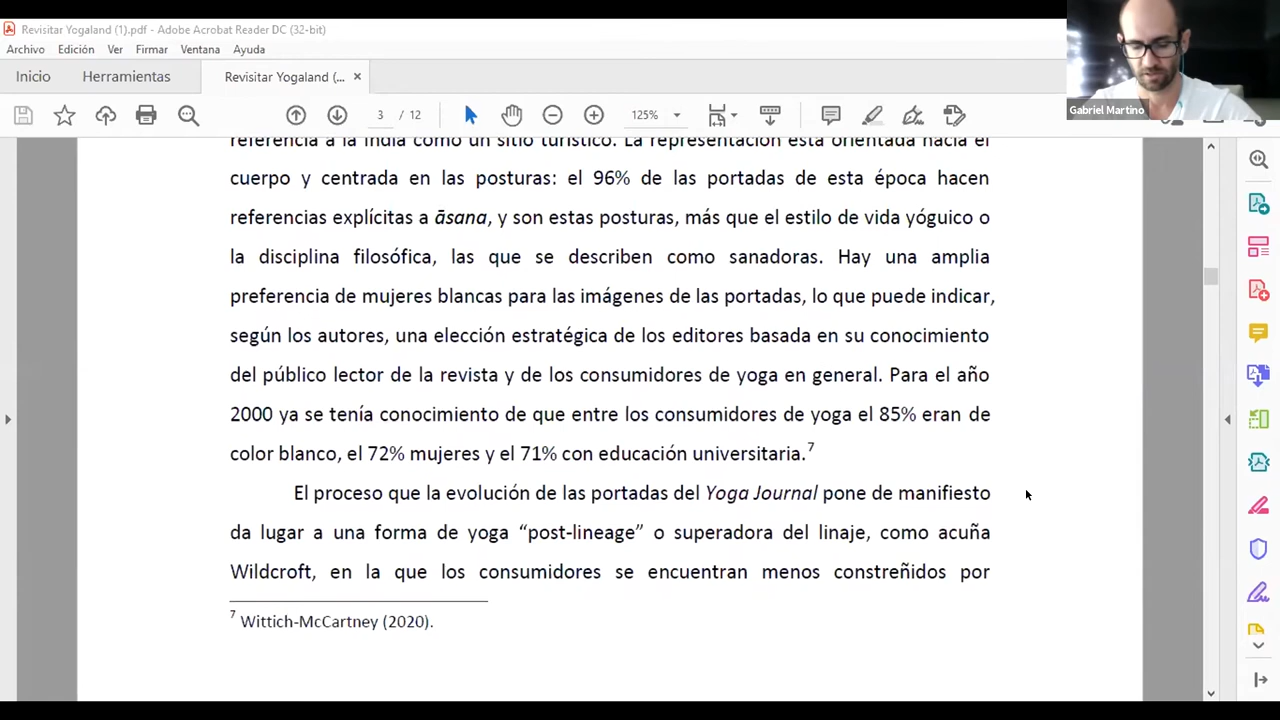 Revisitar Yogaland (1).pdf - Adobe Acrobat Reader DC (32-bit)
Archivo Edición Ver Firmar Ventana Ayuda
Inicio Herramientas Revisitar Yogaland (... ×
3 / 12 125%
Gabriel Martino
referencia a la India como un sitio turístico. La representación está orientada hacia el
cuerpo y centrada en las posturas: el 96% de las portadas de esta época hacen
referencias explícitas a āsana, y son estas posturas, más que el estilo de vida yóguico o
la disciplina filosófica, las que se describen como sanadoras. Hay una amplia
preferencia de mujeres blancas para las imágenes de las portadas, lo que puede indicar,
según los autores, una elección estratégica de los editores basada en su conocimiento
del público lector de la revista y de los consumidores de yoga en general. Para el año
2000 ya se tenía conocimiento de que entre los consumidores de yoga el 85% eran de
color blanco, el 72% mujeres y el 71% con educación universitaria.7
El proceso que la evolución de las portadas del Yoga Journal pone de manifiesto
da lugar a una forma de yoga “post-lineage” o superadora del linaje, como acuña
Wildcroft, en la que los consumidores se encuentran menos constreñidos por
7 Wittich-McCartney (2020).